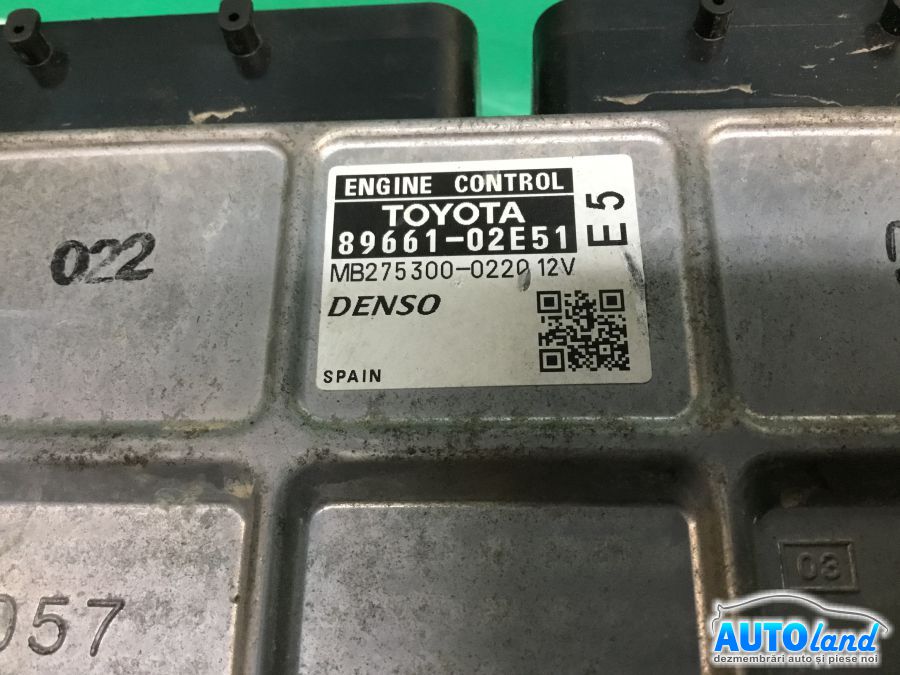 ENGINE CONTROL
TOYOTA
89661-02E51
E5
MB275300-0220 12V
DENSO
SPAIN
022
057
03
AUTOland
dezmembrări auto și piese noi